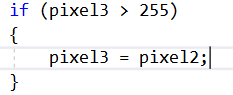 if (pixel3 > 255)
{
    pixel3 = pixel2;
}